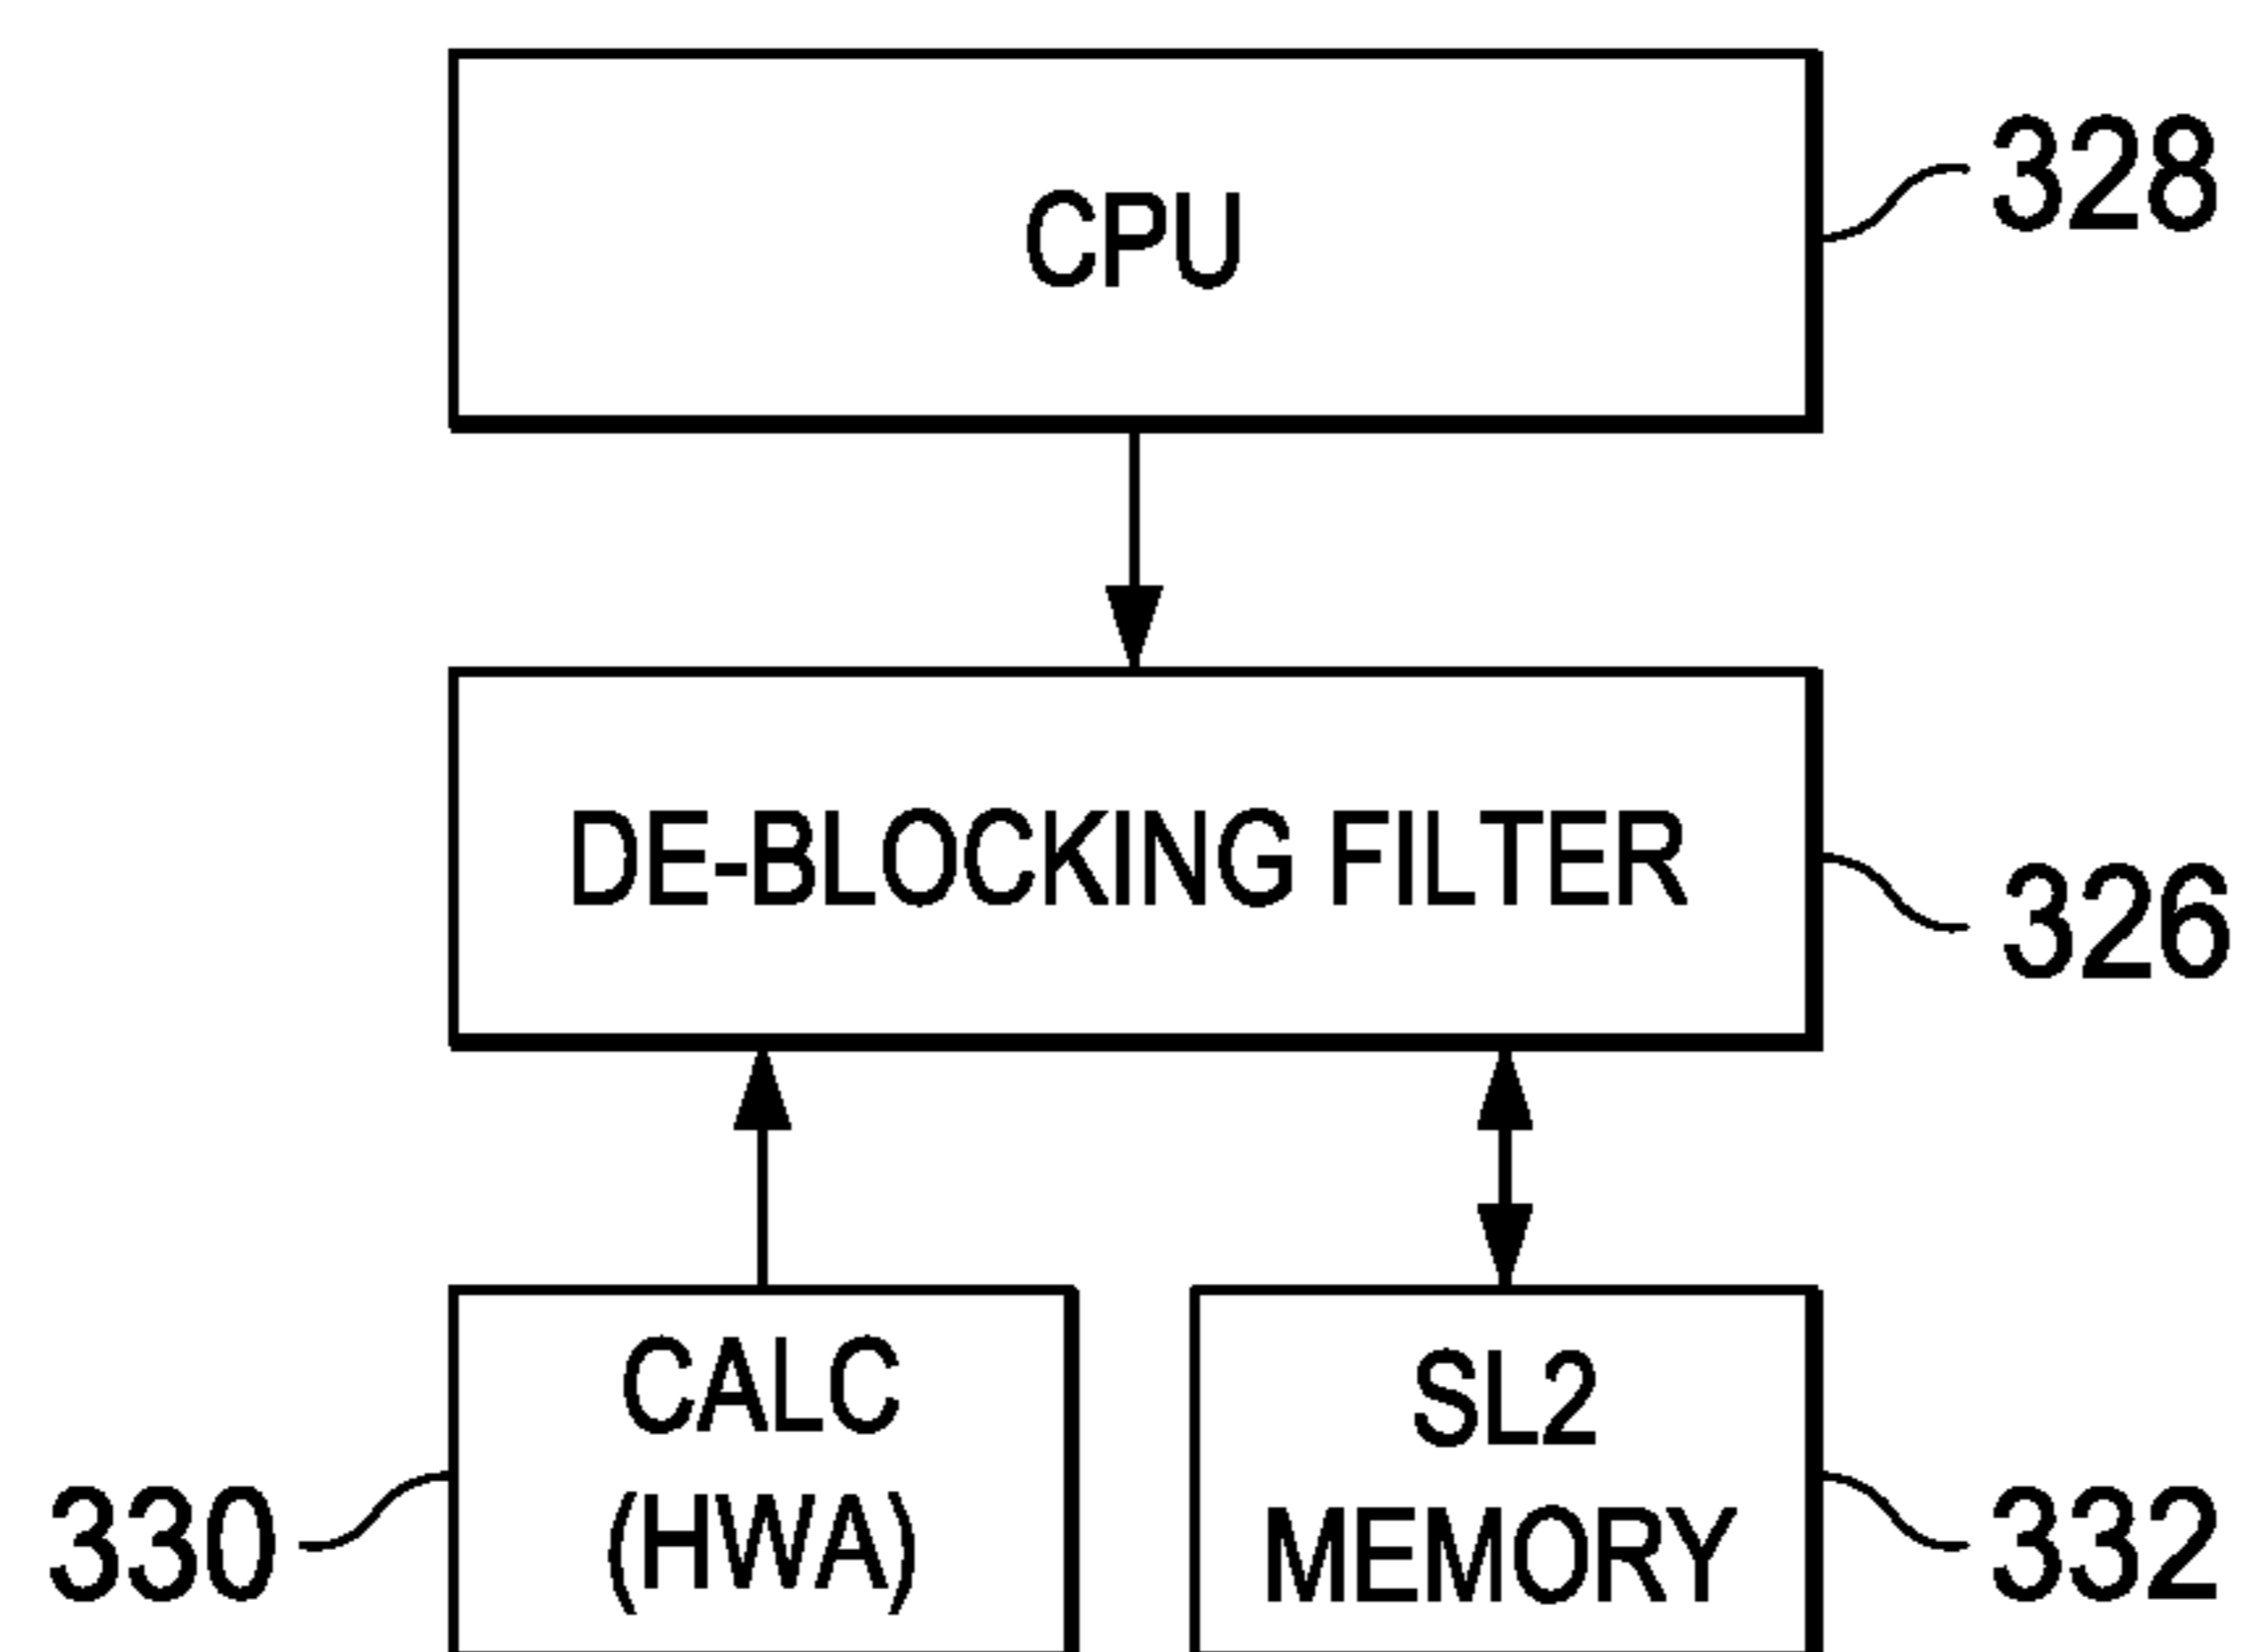 CPU
328
DE-BLOCKING FILTER
326
CALC
(HWA)
330
SL2
MEMORY
332